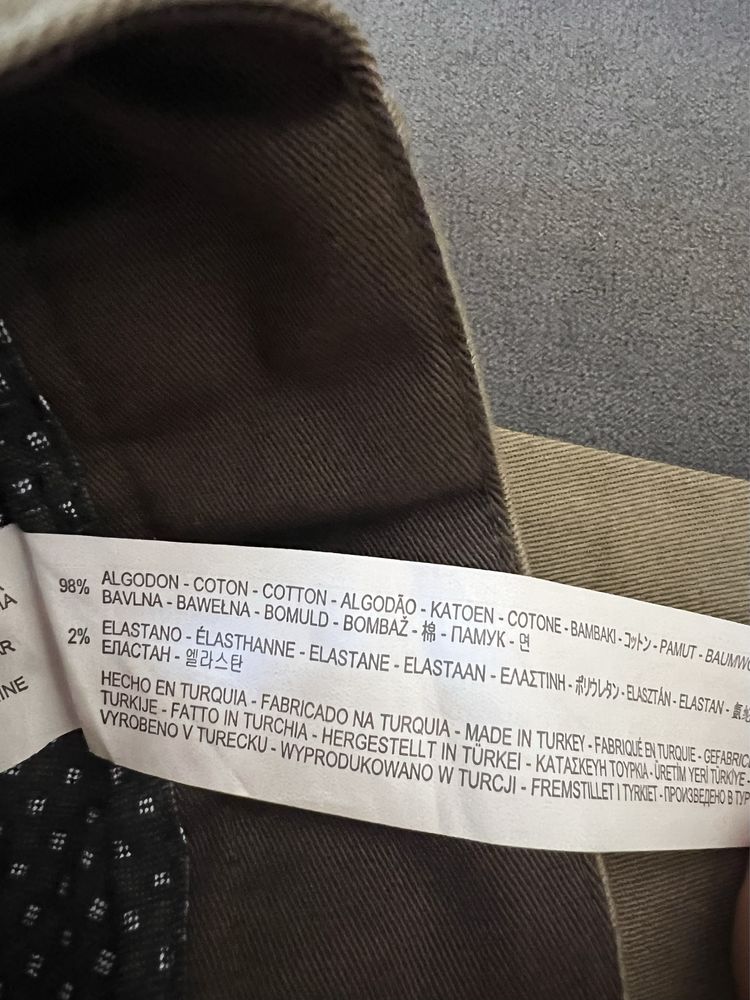 98% ALGODON - COTON - COTTON - ALGODÃO - KATOEN - COTONE - BAMBAKI - コットン - PAMUT - BAUMWO
BAVLNA - BAWEŁNA - BOMULD - BOMBAŽ - 棉 - ПАМУК - 면
2% ELASTANO - ÉLASTHANNE - ELASTANE - ELASTAAN - ΕΛΑΣΤΙΝΗ - ポリウレタン - ELASZTÁN - ELASTAN - 氨
ЕЛАСТАН - 엘라스탄
HECHO EN TURQUIA - FABRICADO NA TURQUIA - MADE IN TURKEY - FABRIQUÉ EN TURQUIE - GEFABRIC
TURKIJE - FATTO IN TURCHIA - HERGESTELLT IN TÜRKEI - ΚΑΤΑΣΚΕΥΗ ΤΟΥΡΚΙΑ - ÜRETİM YERİ TÜRKİYE -
VYROBENO V TURECKU - WYPRODUKOWANO W TURCJI - FREMSTILLET I TYRKIET - ПРОИЗВЕДЕНО В ТУР